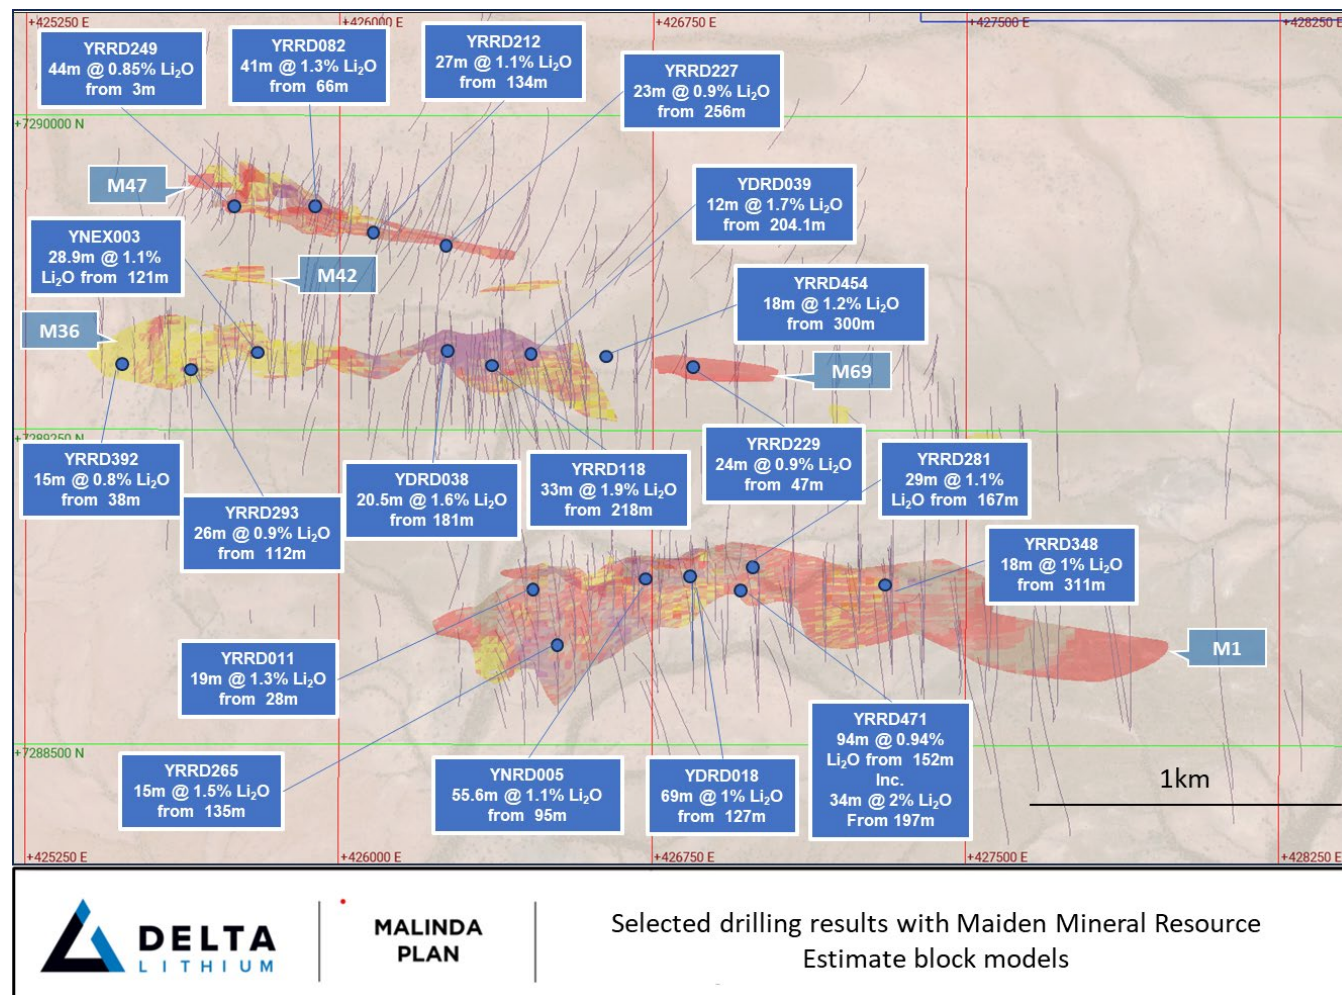 +425250 E
+426000 E
+426750 E
+427500 E
+428250 E
YRRD249
44m @ 0.85% Li₂O
from 3m
YRRD082
41m @ 1.3% Li₂O
from 66m
YRRD212
27m @ 1.1% Li₂O
from 134m
YRRD227
23m @ 0.9% Li₂O
from 256m
+7290000 N
M47
YDRD039
12m @ 1.7% Li₂O
from 204.1m
YNEX003
28.9m @ 1.1%
Li₂O from 121m
M42
YRRD454
18m @ 1.2% Li₂O
from 300m
M36
M69
+7289250 N
YRRD392
15m @ 0.8% Li₂O
from 38m
YRRD293
26m @ 0.9% Li₂O
from 112m
YDRD038
20.5m @ 1.6% Li₂O
from 181m
YRRD118
33m @ 1.9% Li₂O
from 218m
YRRD229
24m @ 0.9% Li₂O
from 47m
YRRD281
29m @ 1.1%
Li₂O from 167m
YRRD348
18m @ 1% Li₂O
from 311m
M1
YRRD011
19m @ 1.3% Li₂O
from 28m
+7288500 N
YRRD265
15m @ 1.5% Li₂O
from 135m
YNRD005
55.6m @ 1.1% Li₂O
from 95m
YDRD018
69m @ 1% Li₂O
from 127m
YRRD471
94m @ 0.94%
Li₂O from 152m
Inc.
34m @ 2% Li₂O
From 197m
1km
+425250 E
+426000 E
+426750 E
+427500 E
+428250 E
DELTA
LITHIUM
MALINDA
PLAN
Selected drilling results with Maiden Mineral Resource
Estimate block models